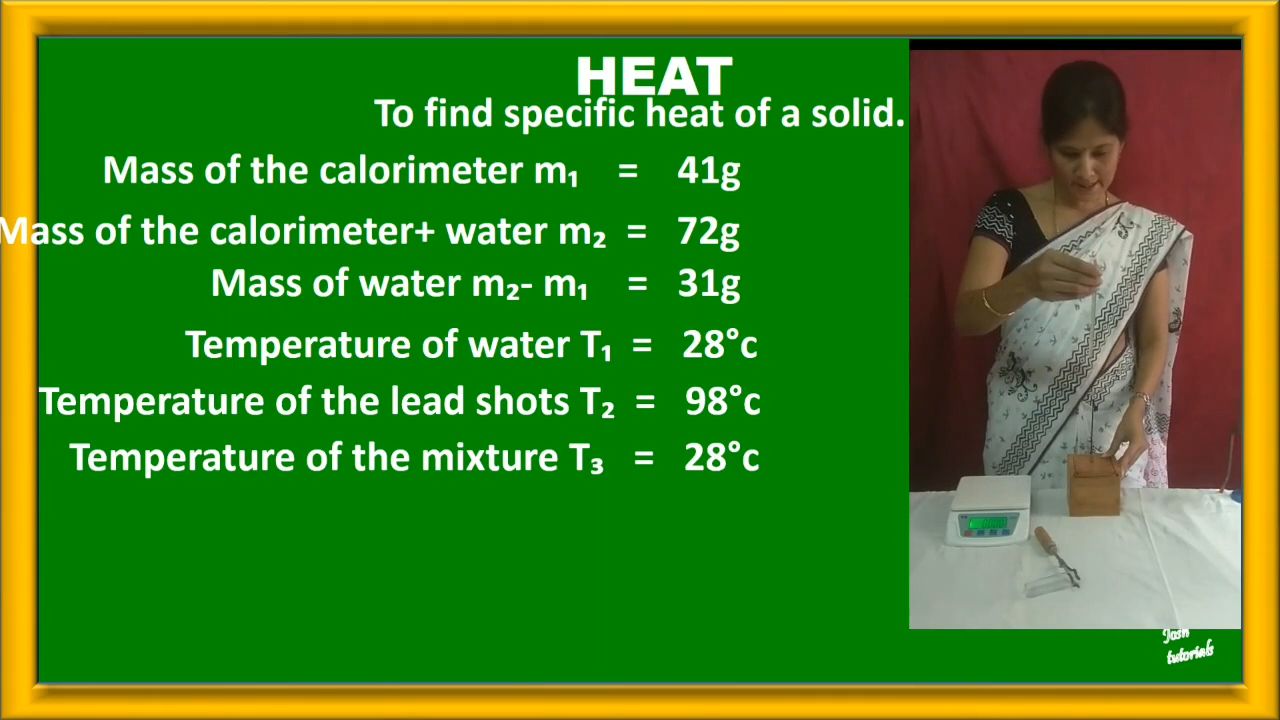 HEAT
To find specific heat of a solid.
Mass of the calorimeter m₁ = 41g
Mass of the calorimeter+ water m₂ = 72g
Mass of water m₂- m₁ = 31g
Temperature of water T₁ = 28°c
Temperature of the lead shots T₂ = 98°c
Temperature of the mixture T₃ = 28°c
Josh
tutorials